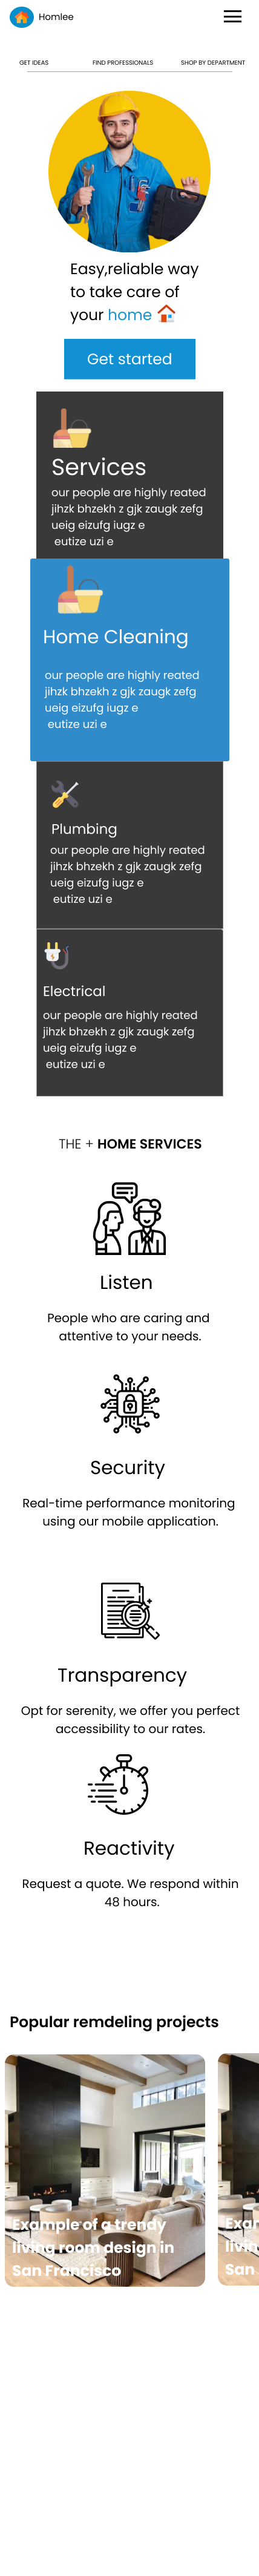 Homlee
GET IDEAS
FIND PROFESSIONALS
SHOP BY DEPARTMENT
Easy,reliable way
to take care of
your home
Get started
Services
our people are highly reated
jihzk bhzekh z gjk zaugk zefg
ueig eizufg iugz e
eutize uzi e
Home Cleaning
our people are highly reated
jihzk bhzekh z gjk zaugk zefg
ueig eizufg iugz e
eutize uzi e
Plumbing
our people are highly reated
jihzk bhzekh z gjk zaugk zefg
ueig eizufg iugz e
eutize uzi e
Electrical
our people are highly reated
jihzk bhzekh z gjk zaugk zefg
ueig eizufg iugz e
eutize uzi e
THE + HOME SERVICES
Listen
People who are caring and
attentive to your needs.
Security
Real-time performance monitoring
using our mobile application.
Transparency
Opt for serenity, we offer you perfect
accessibility to our rates.
Reactivity
Request a quote. We respond within
48 hours.
Popular remdeling projects
Example of a trendy
living room design in
San Francisco
San